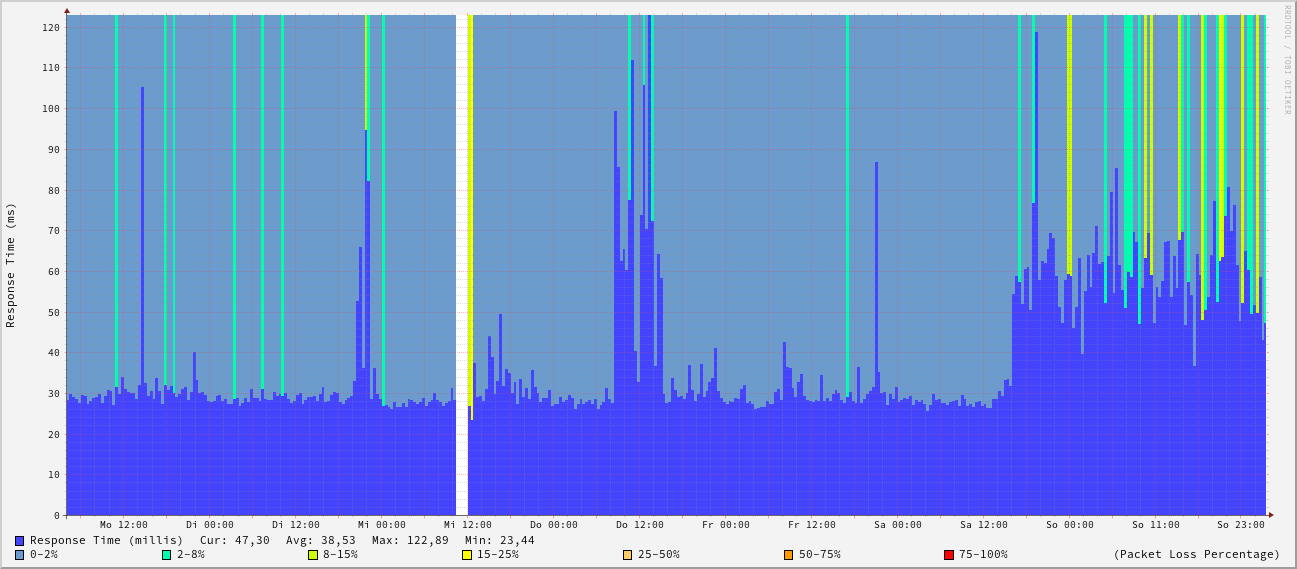 RRDTOOL / TOBI OETIKER
Response Time (ms)
120
110
100
90
80
70
60
50
40
30
20
10
0
Mo 12:00 Di 00:00 Di 12:00 Mi 00:00 Mi 12:00 Do 00:00 Do 12:00 Fr 00:00 Fr 12:00 Sa 00:00 Sa 12:00 So 00:00 So 11:00 So 23:00
Response Time (millis) Cur: 47,30 Avg: 38,53 Max: 122,89 Min: 23,44
0-2% 2-8% 8-15% 15-25% 25-50% 50-75% 75-100% (Packet Loss Percentage)